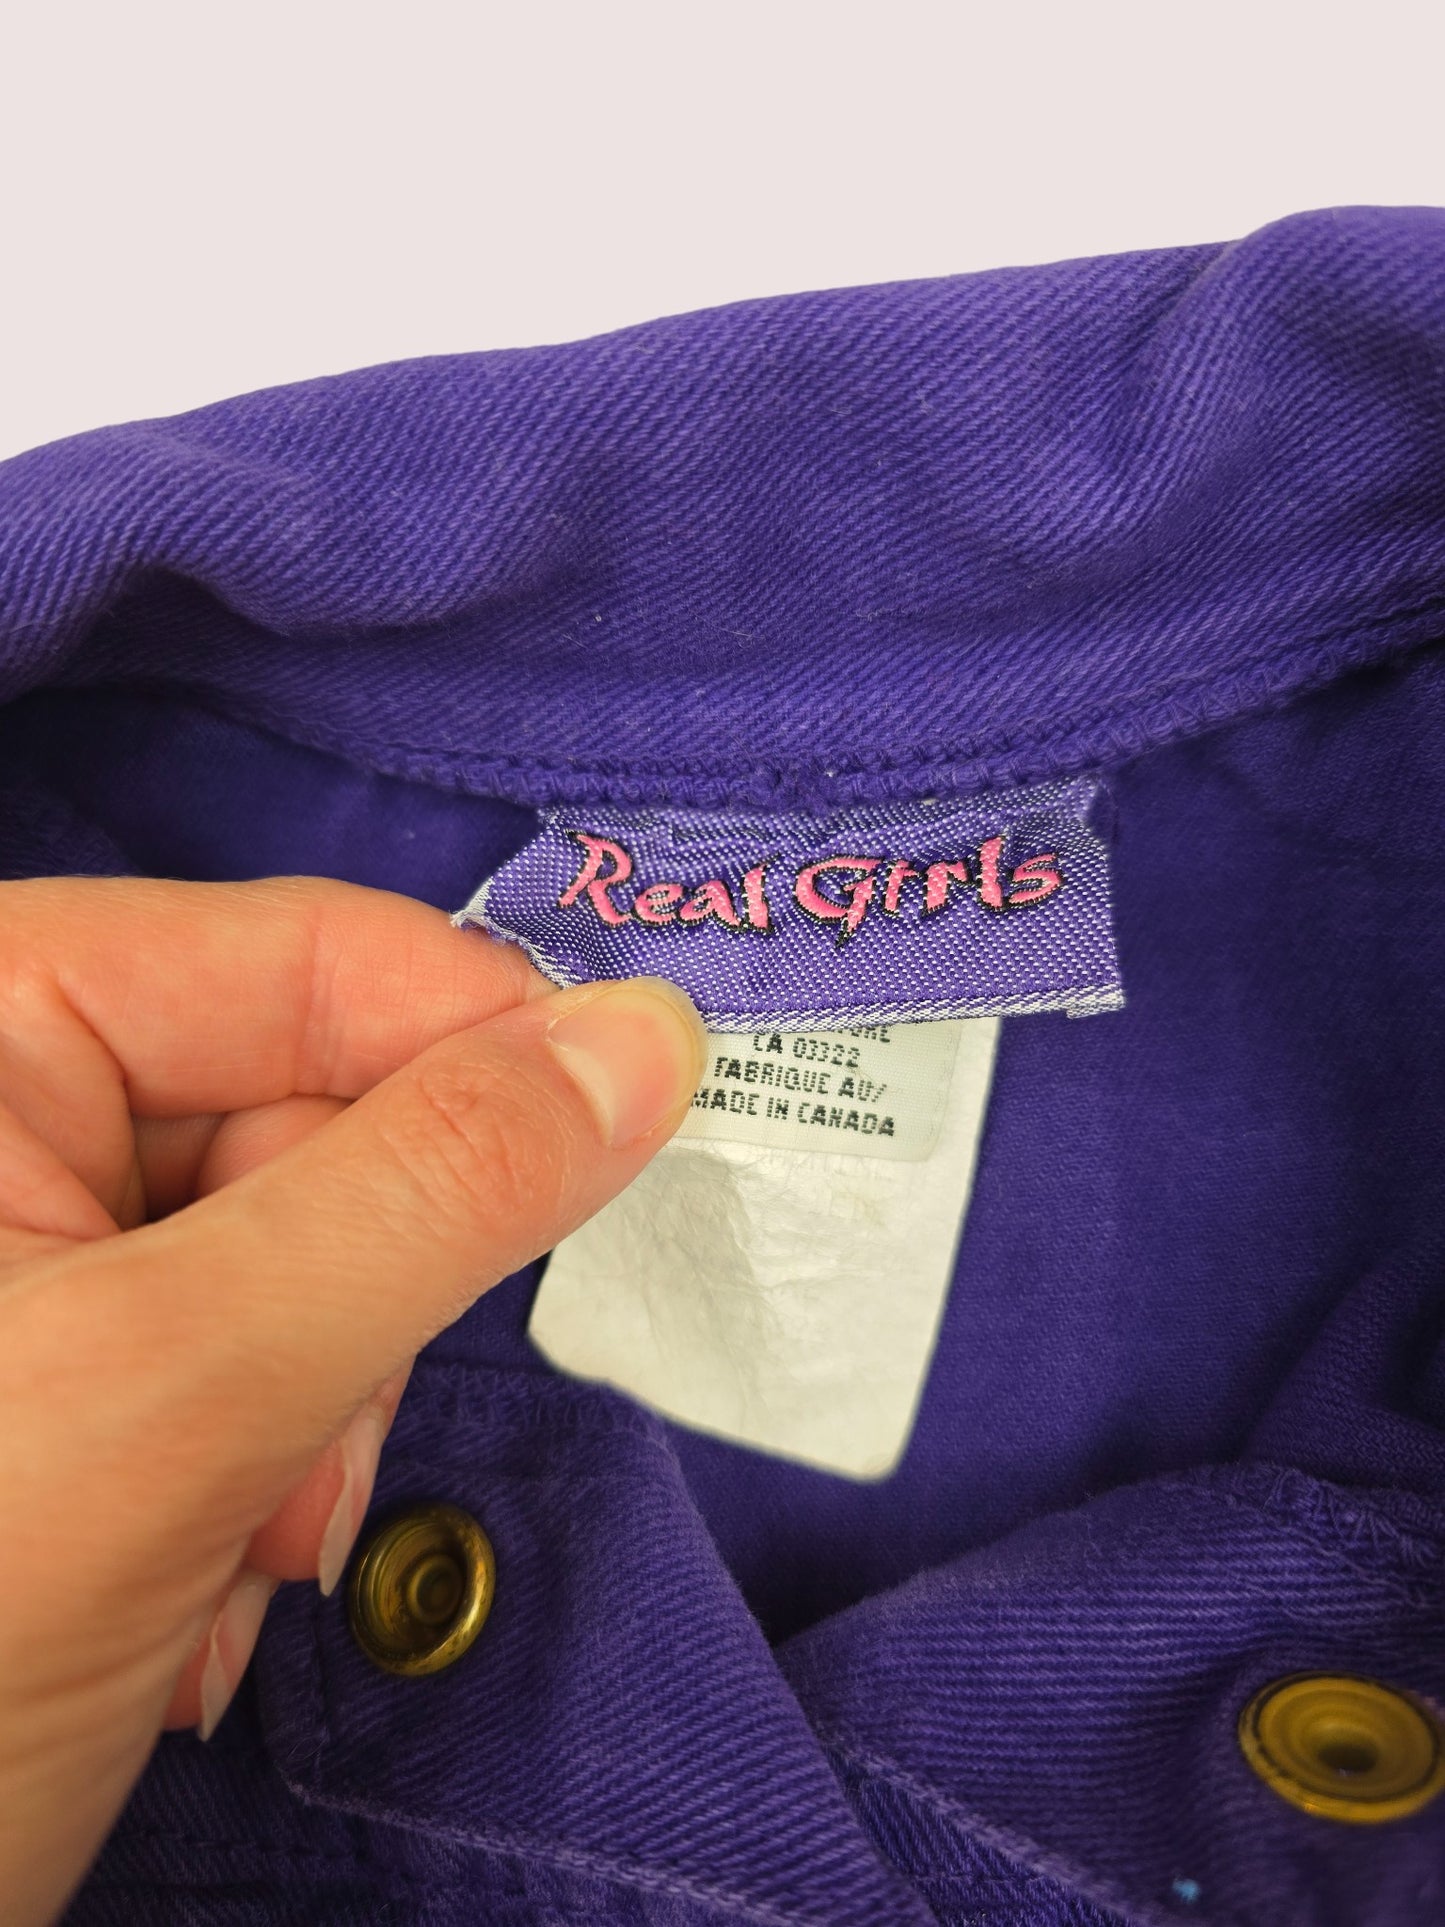 Real Girls
CA 03322
FABRIQUE AU/
MADE IN CANADA